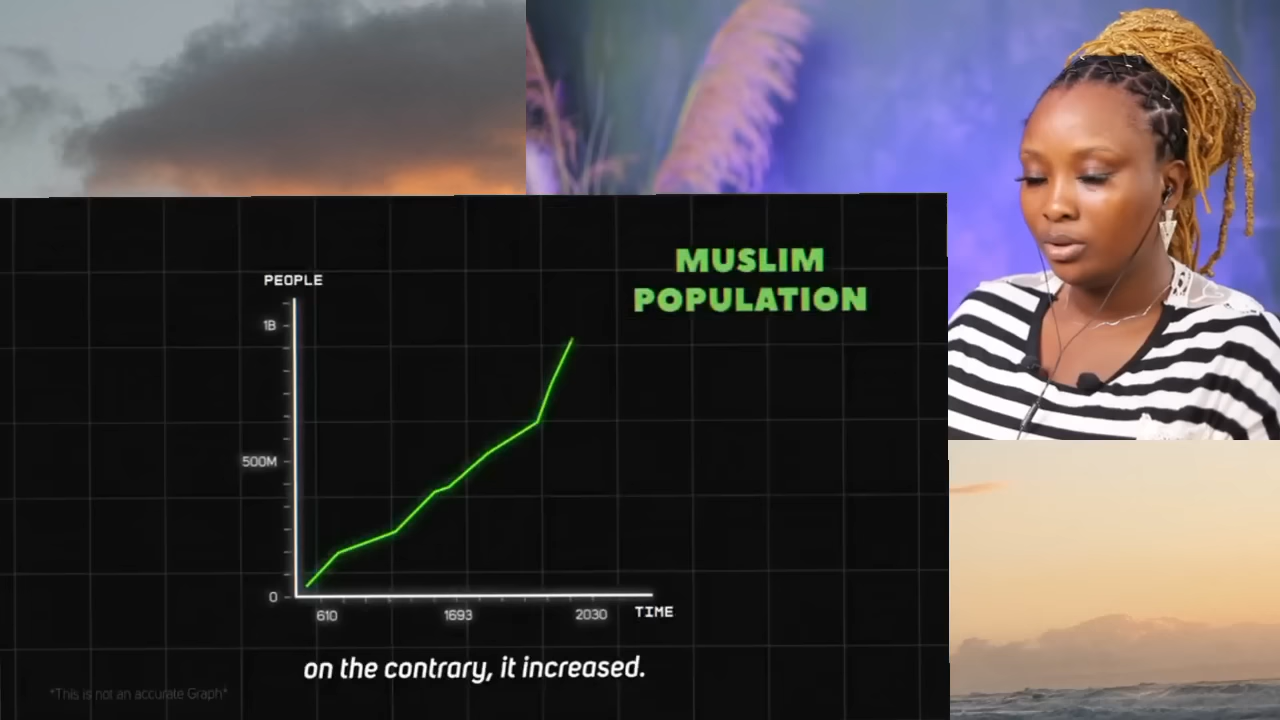 MUSLIM
POPULATION
PEOPLE
1B
500M
0
610 1693 2030 TIME
on the contrary, it increased.
*This is not an accurate Graph*